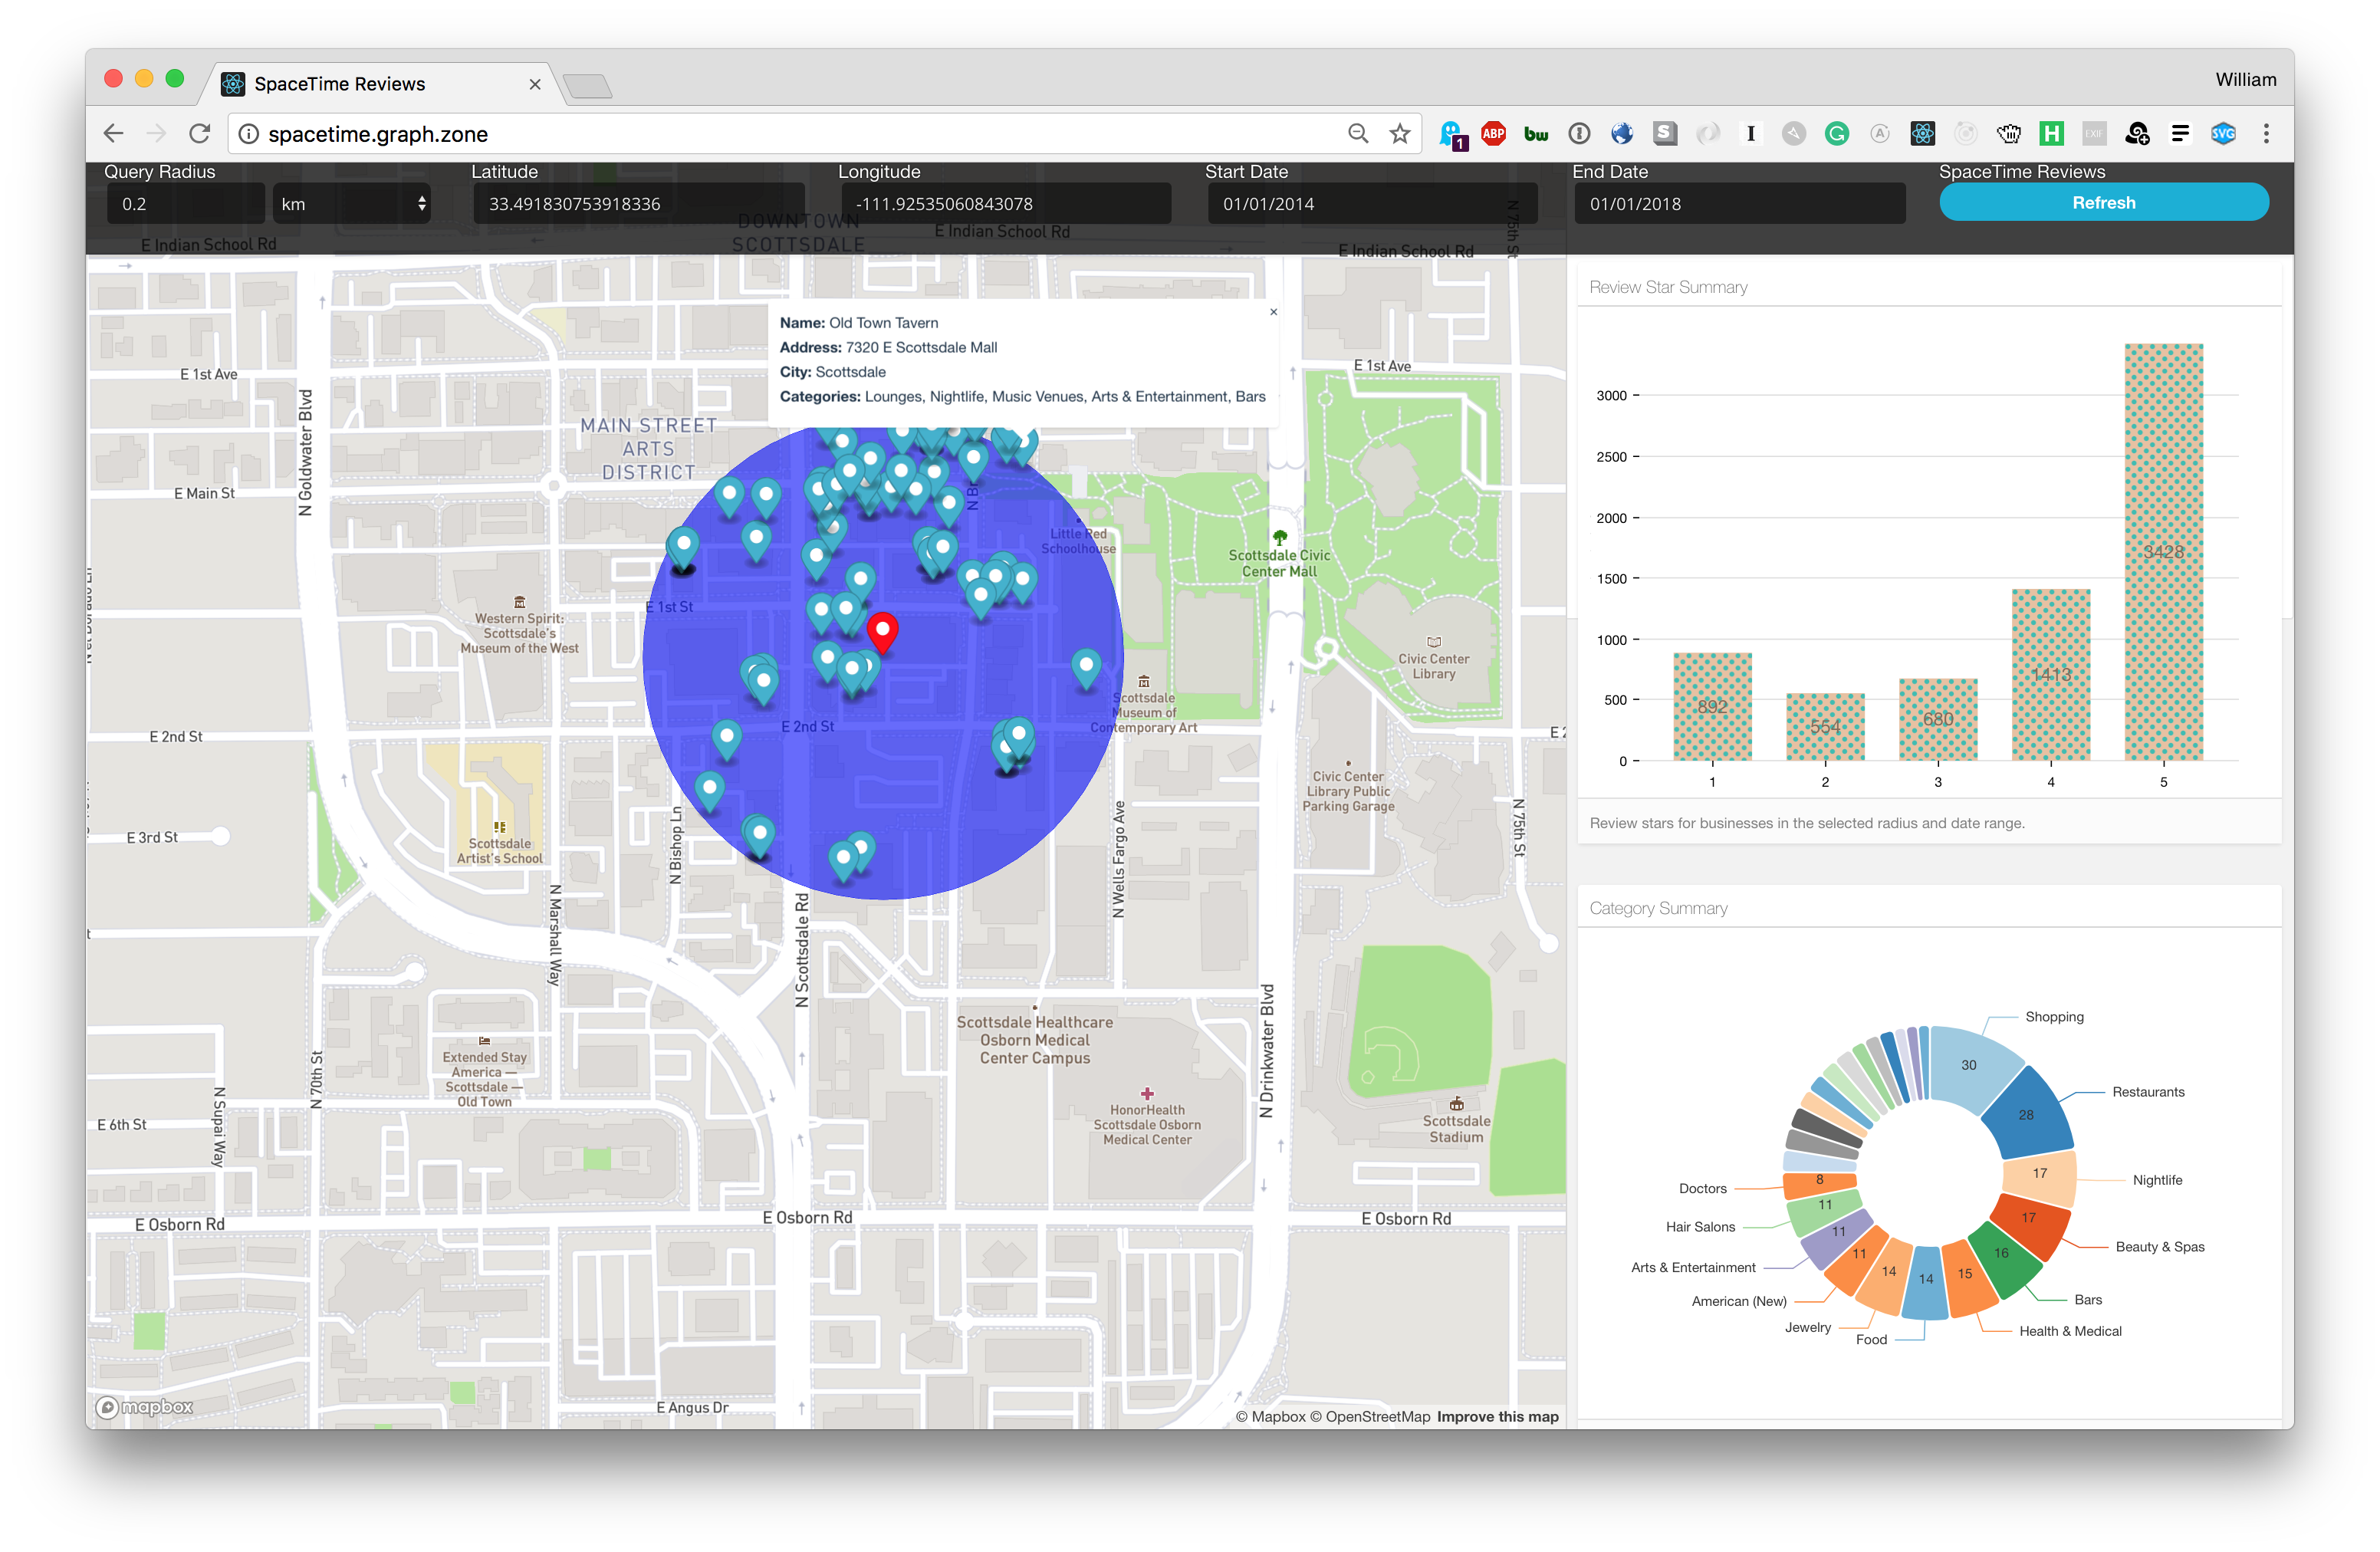 SpaceTime Reviews
William
spacetime.graph.zone
1
ABP
bw
S
I
G
A
H
EXIF
SVG
Query Radius
Latitude
Longitude
Start Date
End Date
SpaceTime Reviews
0.2
km
33.491830753918336
-111.92535060843078
01/01/2014
01/01/2018
Refresh
DOWNTOWN
SCOTTSDALE
E Indian School Rd
E Indian School Rd
E Indian School Rd
N 75th St
Name: Old Town Tavern
Address: 7320 E Scottsdale Mall
City: Scottsdale
Categories: Lounges, Nightlife, Music Venues, Arts & Entertainment, Bars
E 1st Ave
E 1st Ave
N Goldwater Blvd
MAIN STREET
ARTS
DISTRICT
E Main St
N Br
Little Red
Schoolhouse
Scottsdale Civic
Center Mall
E 1st St
Western Spirit:
Scottsdale's
Museum of the West
Civic Center
Library
Scottsdale
Museum of
Contemporary Art
E 2nd St
E 2nd St
E 2
Civic Center
Library Public
Parking Garage
N 75th St
E 3rd St
Scottsdale
Artist's School
N Bishop Ln
N Wells Fargo Ave
N Marshall Way
N Scottsdale Rd
N Drinkwater Blvd
Scottsdale Healthcare
Osborn Medical
Center Campus
Extended Stay
America —
Scottsdale —
Old Town
N 70th St
N Supai Way
E 6th St
HonorHealth
Scottsdale Osborn
Medical Center
Scottsdale
Stadium
E Osborn Rd
E Osborn Rd
E Osborn Rd
E Angus Dr
mapbox
© Mapbox © OpenStreetMap Improve this map
Review Star Summary
3000
2500
2000
1500
1000
500
0
892
554
680
1413
3428
1
2
3
4
5
Review stars for businesses in the selected radius and date range.
Category Summary
Shopping
30
Restaurants
28
Nightlife
17
Beauty & Spas
17
Bars
16
Health & Medical
15
Food
14
Jewelry
14
American (New)
11
Arts & Entertainment
11
Hair Salons
11
Doctors
8